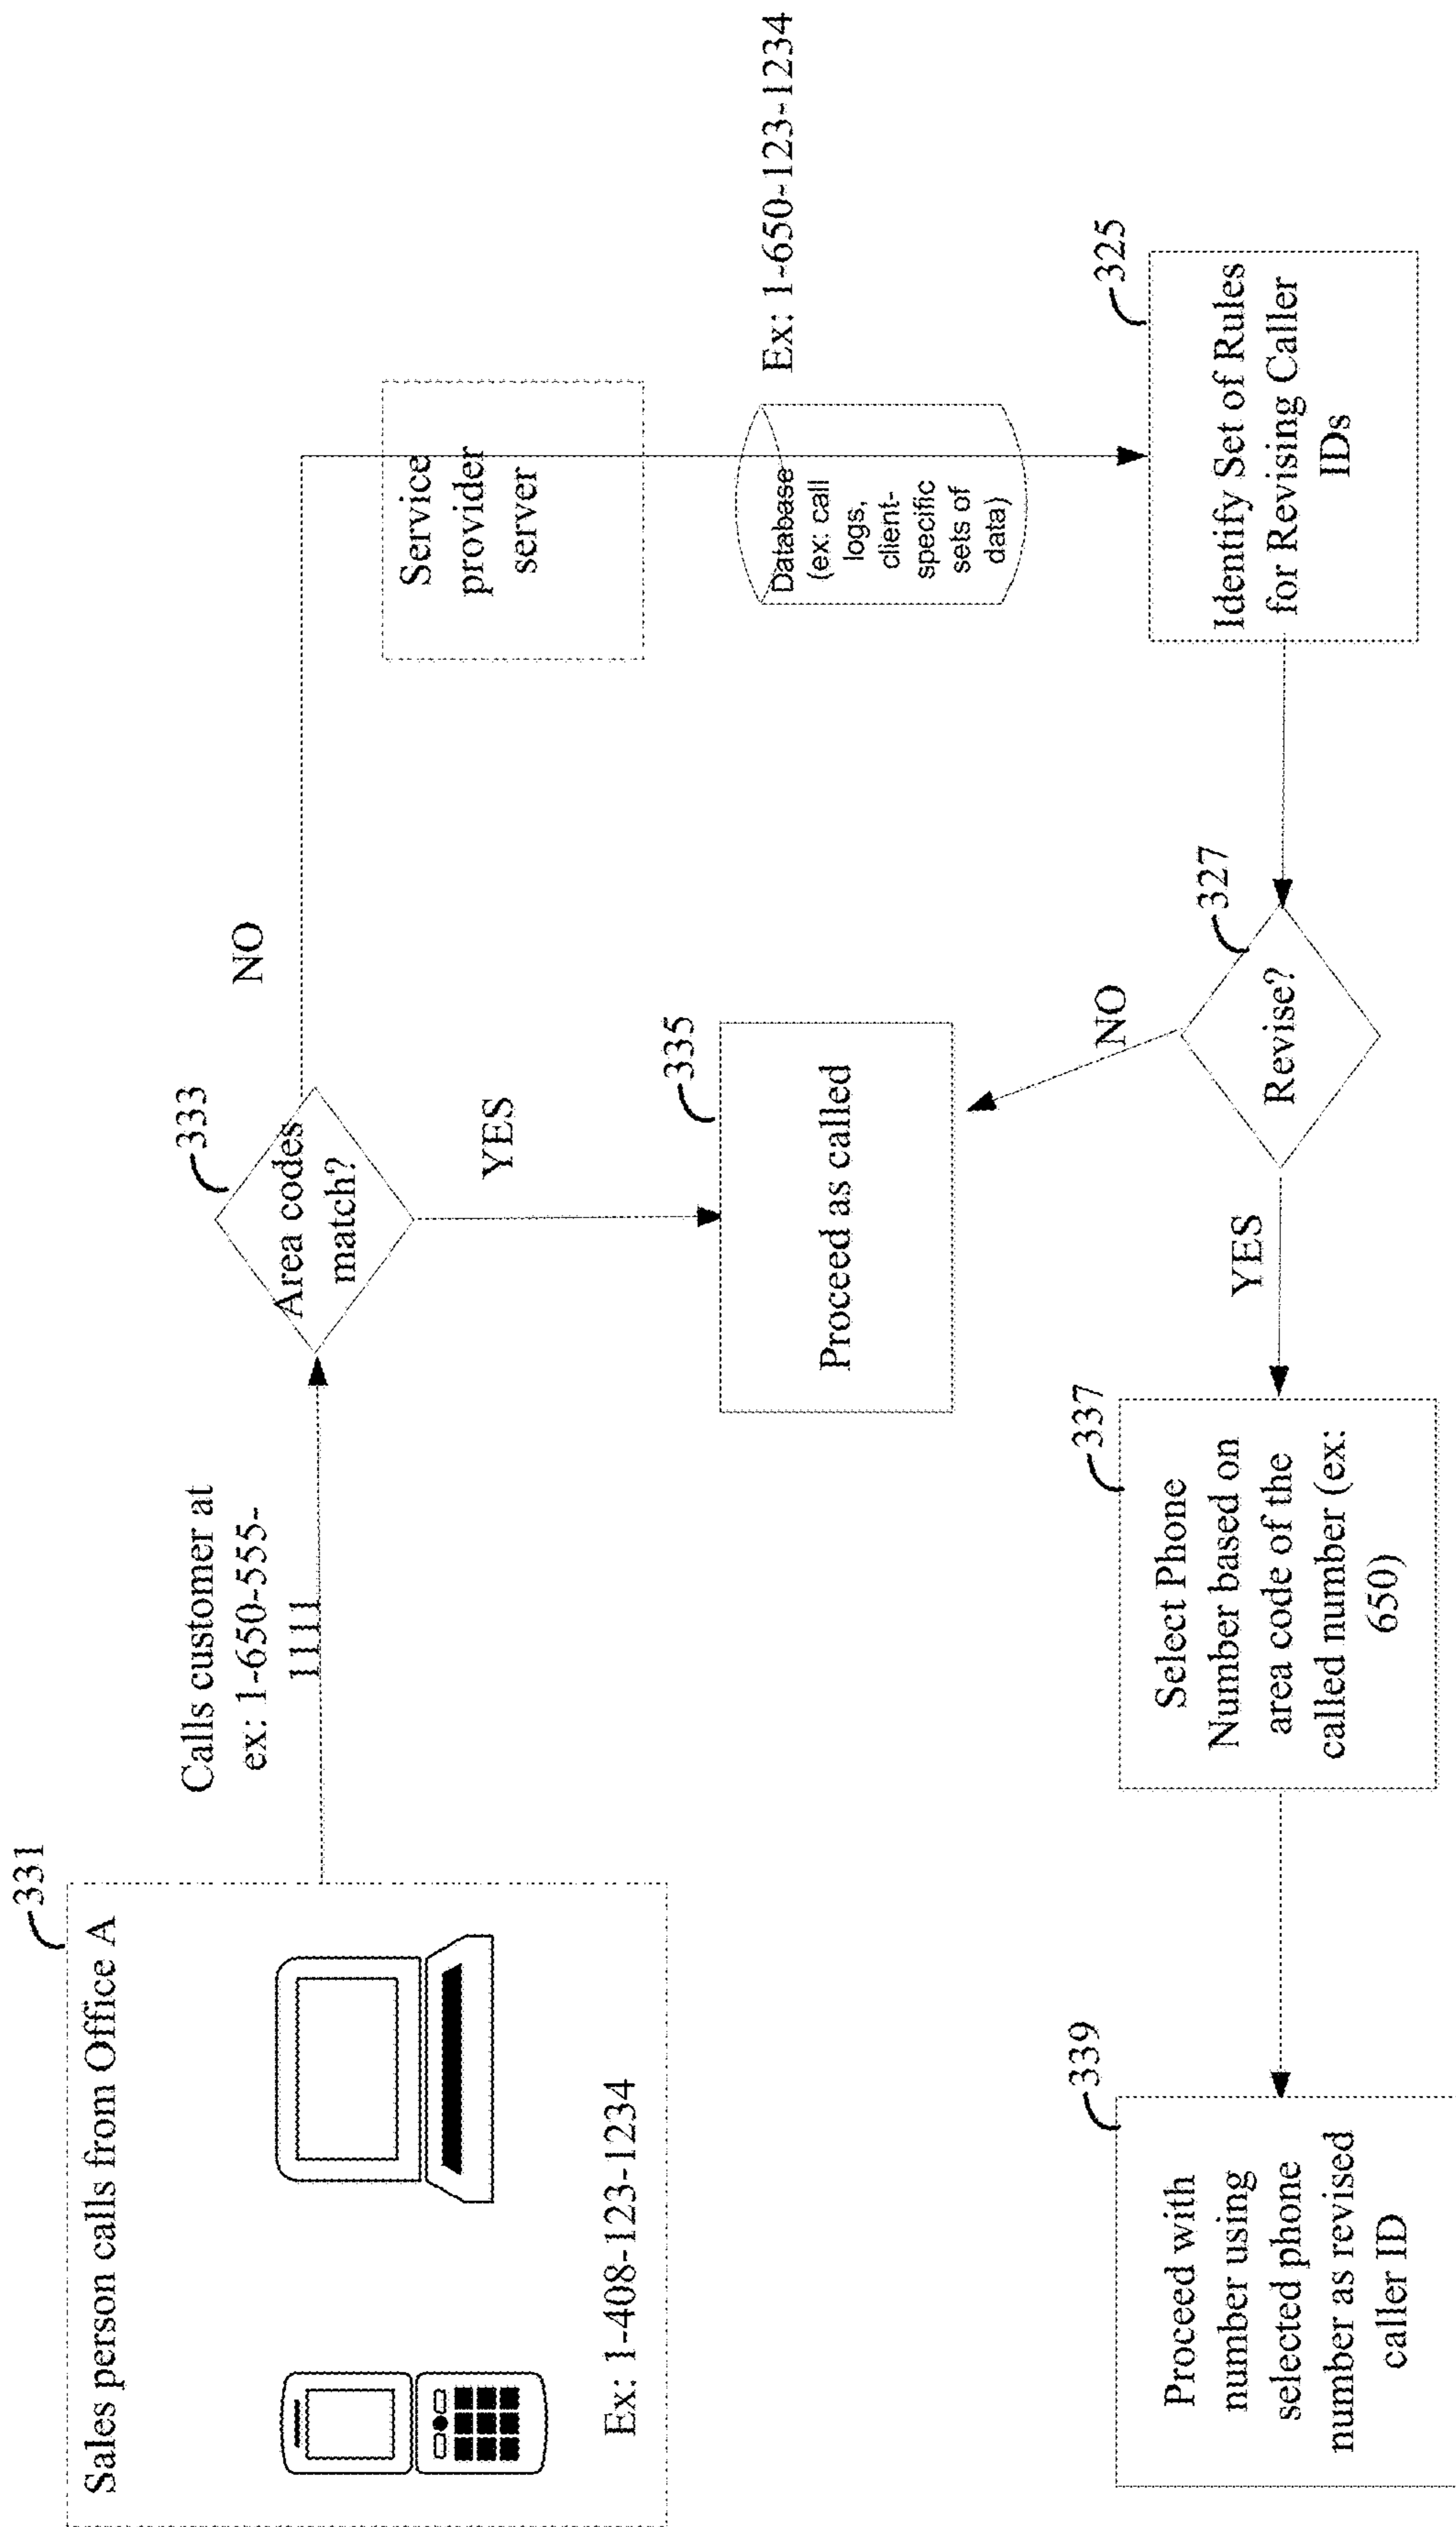 331
Sales person calls from Office A
Ex: 1-408-123-1234
Calls customer at
ex: 1-650-555-
1111
333
Area codes
match?
NO
YES
Service
provider
server
Database
(ex: call
logs,
client-
specific
sets of
data)
Ex: 1-650-123-1234
335
Proceed as called
325
Identify Set of Rules
for Revising Caller
IDs
327
Revise?
NO
YES
337
Select Phone
Number based on
area code of the
called number (ex:
650)
339
Proceed with
number using
selected phone
number as revised
caller ID